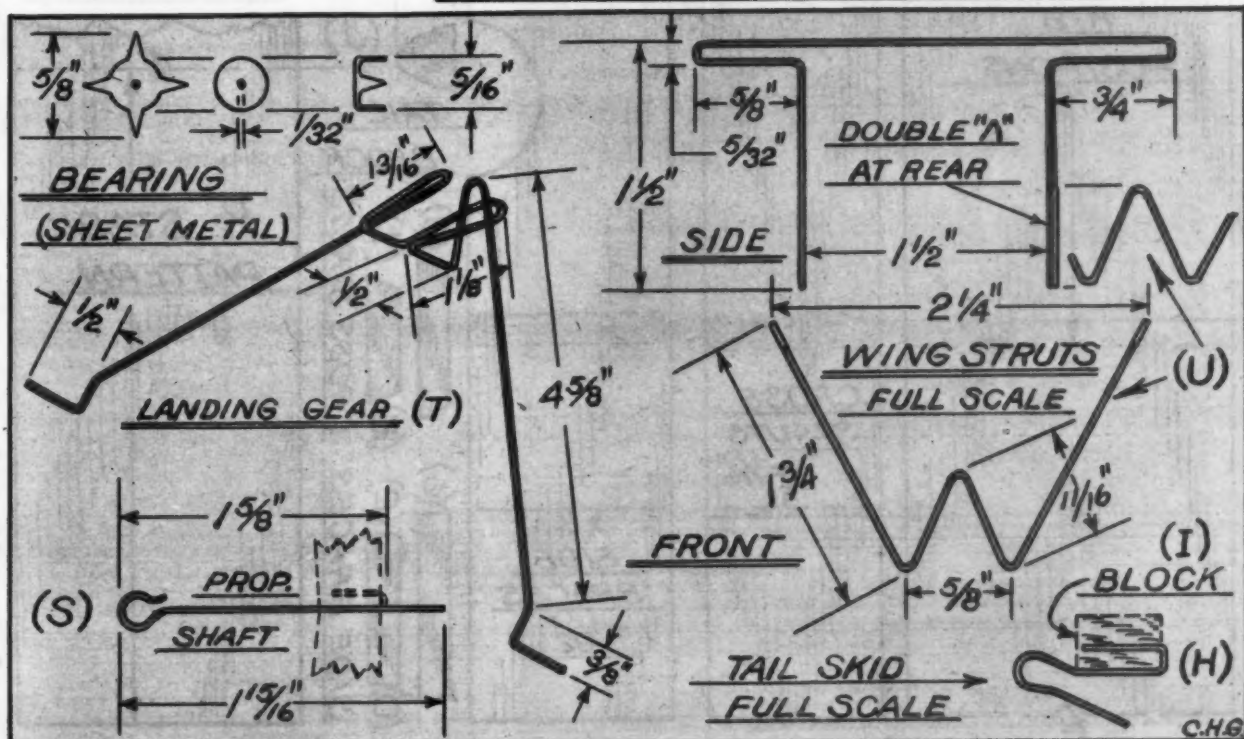 5/8"
5/16"
1/32"
BEARING
(SHEET METAL)
13/16"
1/2"
1/2"
1 1/8"
4 5/8"
LANDING GEAR (T)
3/8"
1 5/8"
(S)
PROP.
SHAFT
1 15/16"
5/8"
5/32"
3/4"
1 1/2"
DOUBLE "Λ"
AT REAR
SIDE
1 1/2"
2 1/4"
WING STRUTS
FULL SCALE
(U)
1 3/4"
1 1/16"
FRONT
5/8"
(I)
BLOCK
(H)
TAIL SKID
FULL SCALE
C.H.G.